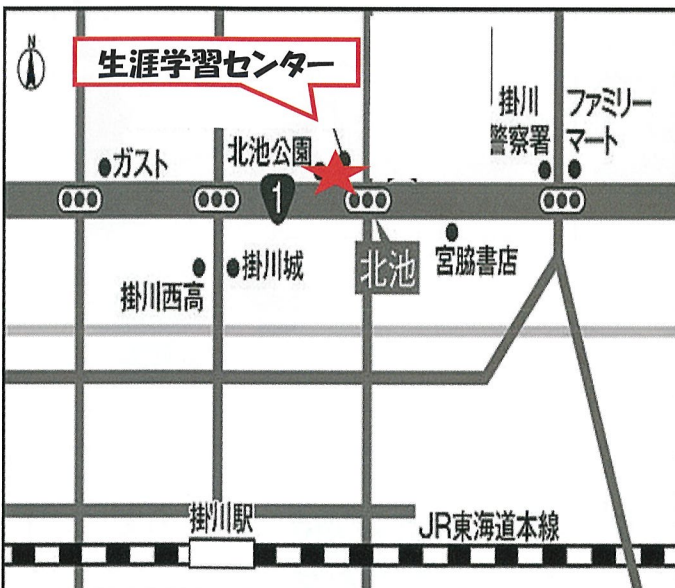 N
生涯学習センター
掛川
警察署
ファミリー
マート
北池公園
ガスト
1
北池
宮脇書店
掛川城
掛川西高
掛川駅
JR東海道本線